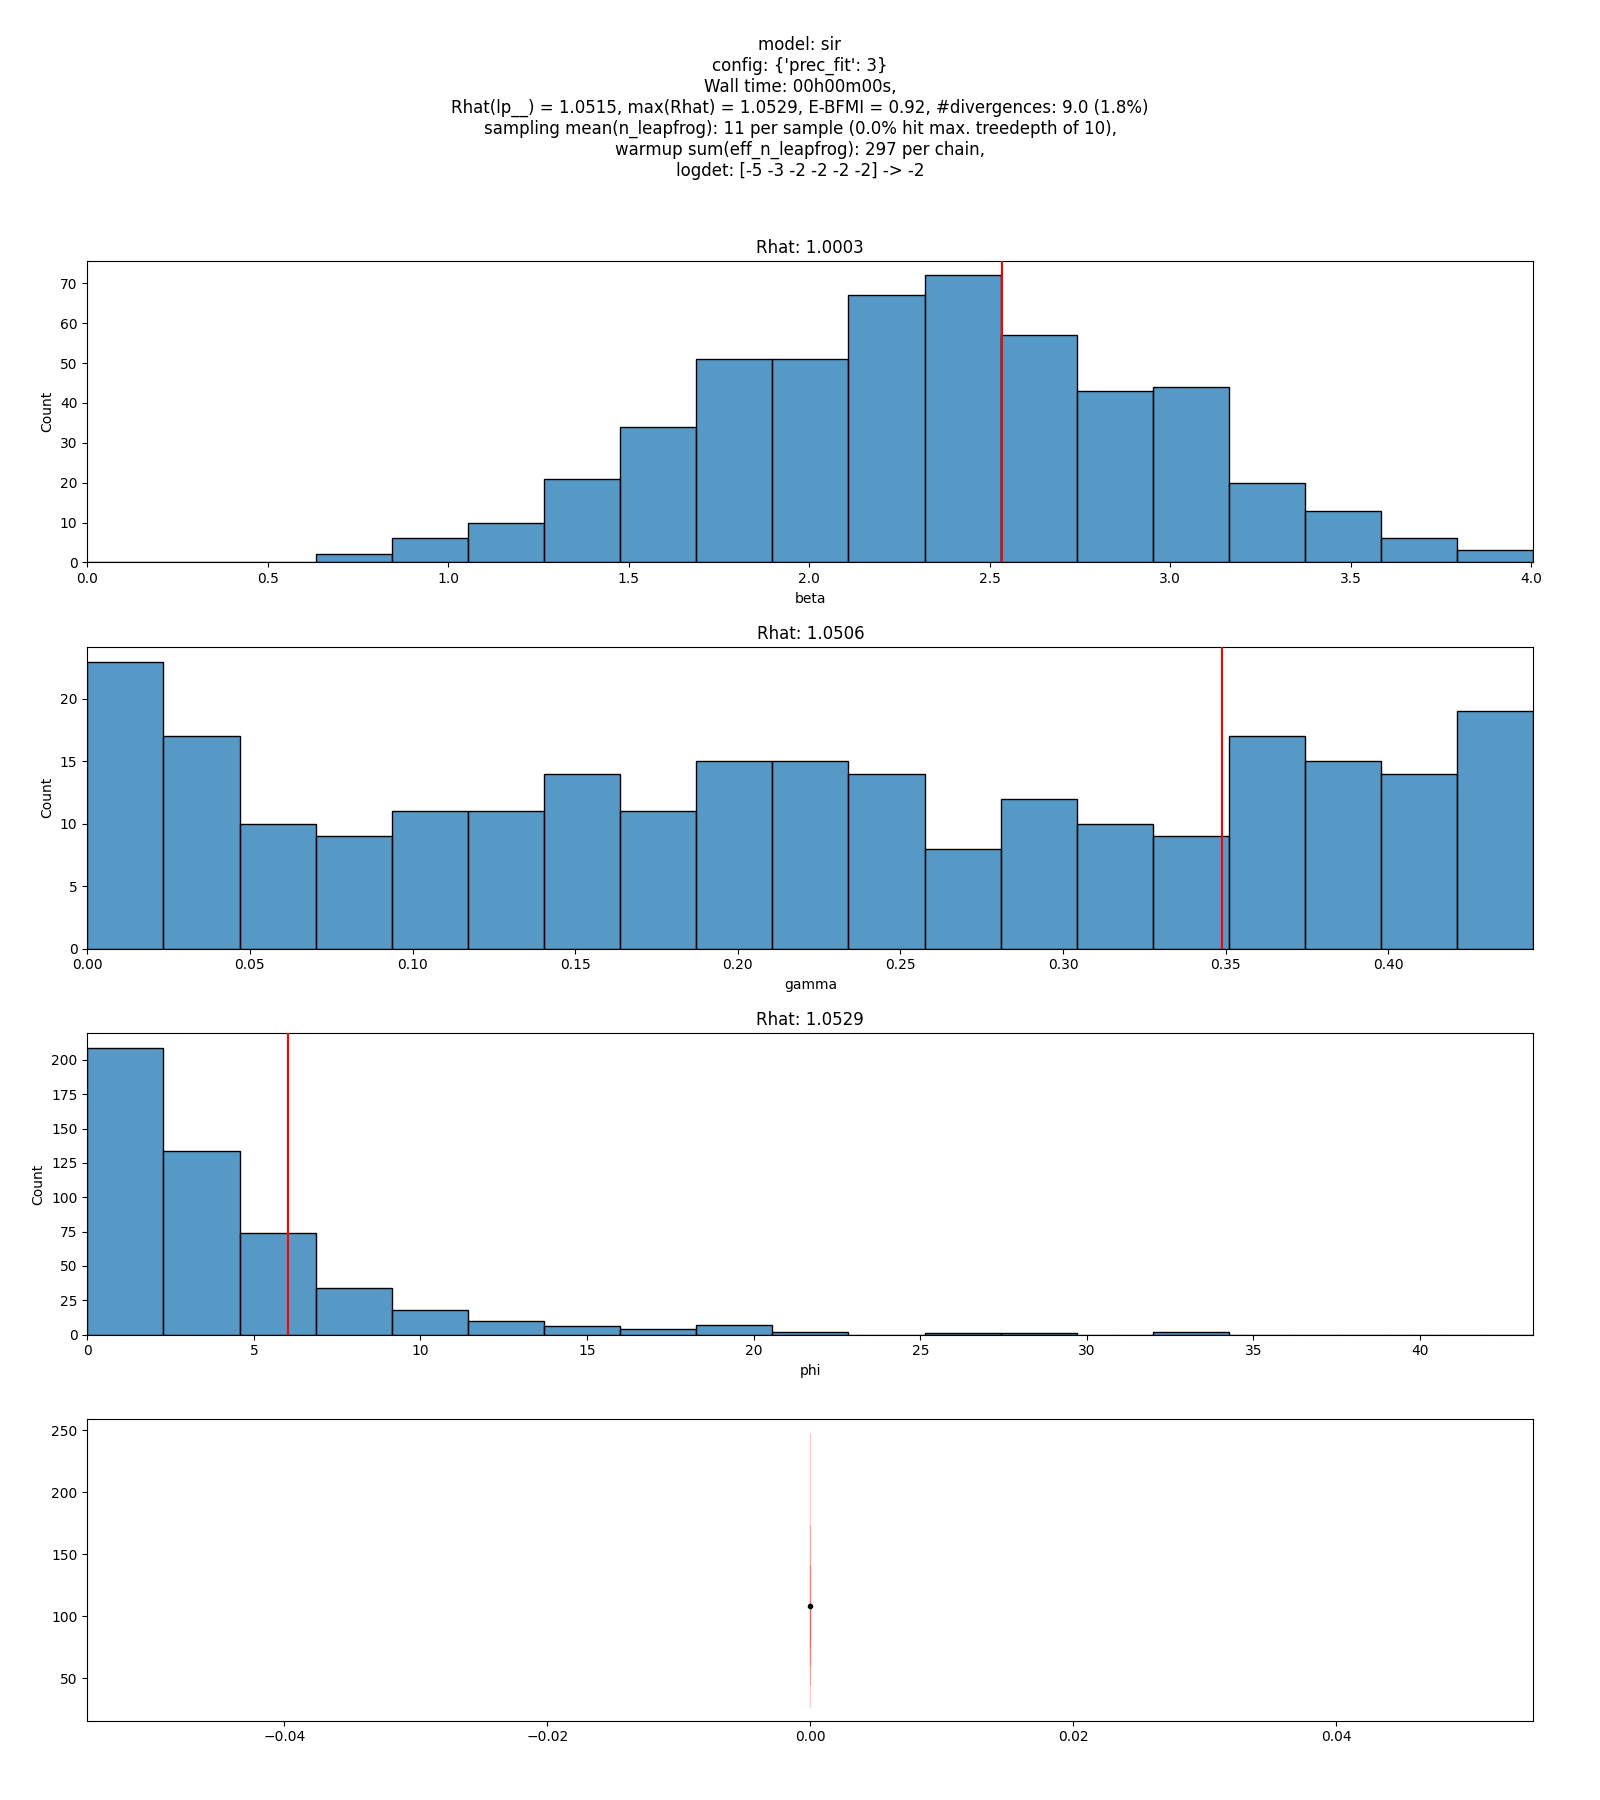 model: sir
config: {'prec_fit': 3}
Wall time: 00h00m00s,
Rhat(lp__) = 1.0515, max(Rhat) = 1.0529, E-BFMI = 0.92, #divergences: 9.0 (1.8%)
sampling mean(n_leapfrog): 11 per sample (0.0% hit max. treedepth of 10),
warmup sum(eff_n_leapfrog): 297 per chain,
logdet: [-5 -3 -2 -2 -2 -2] -> -2
Rhat: 1.0003
70
60
50
40
30
20
10
0
Count
0.0 0.5 1.0 1.5 2.0 2.5 3.0 3.5 4.0
beta
Rhat: 1.0506
20
15
10
5
0
Count
0.00 0.05 0.10 0.15 0.20 0.25 0.30 0.35 0.40
gamma
Rhat: 1.0529
200
175
150
125
100
75
50
25
0
Count
0 5 10 15 20 25 30 35 40
phi
250
200
150
100
50
−0.04 −0.02 0.00 0.02 0.04